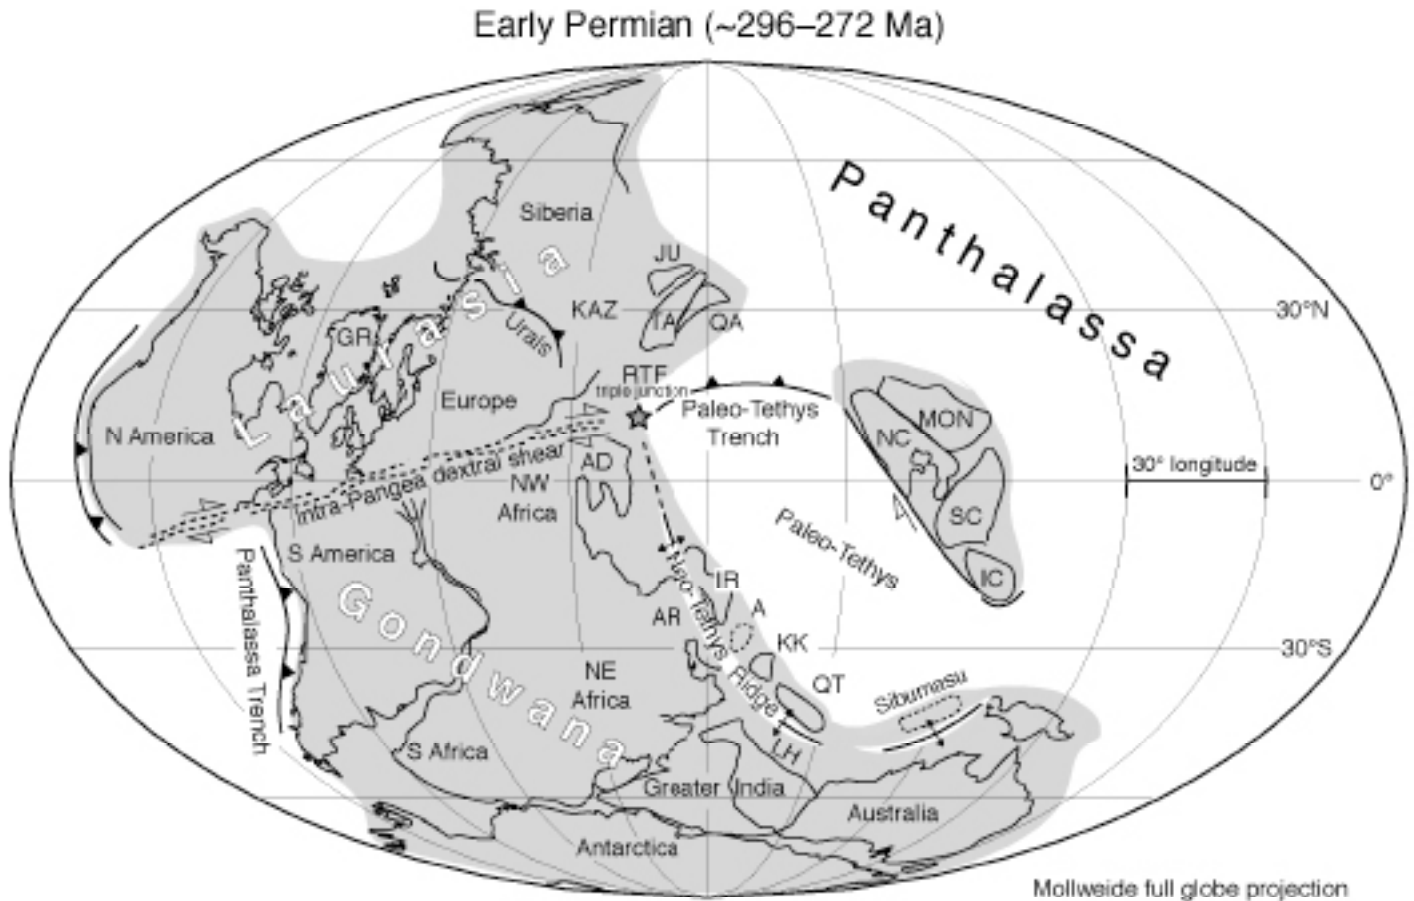 Early Permian (~296–272 Ma)
Panthalassa
Siberia
Laurasia
JU
KAZ
TA
QA
30°N
GR
Urals
RTF
triple junction
Europe
Paleo-Tethys
Trench
MON
NC
N America
Intra-Pangea dextral shear
AD
NW
Africa
30° longitude
0°
SC
Paleo-Tethys
S America
IC
Panthalassa Trench
Gondwana
Neo-Tethys Ridge
IR
AR
A
KK
30°S
NE
Africa
QT
Sibumasu
S Africa
LH
Greater India
Australia
Antarctica
Mollweide full globe projection